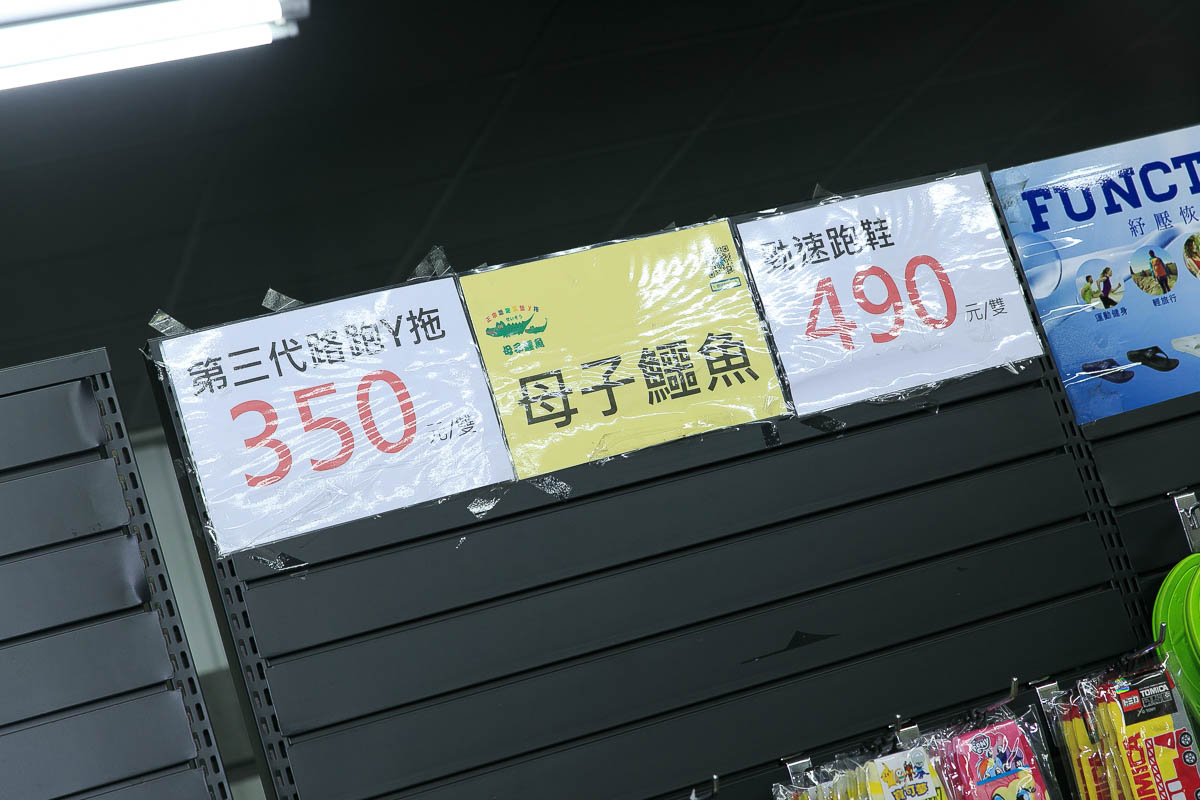 第三代路跑Y拖
350 元/雙
母子鱷魚
母子鱷魚
勁速跑鞋
490 元/雙
FUNCT
紓壓恢
運動健身
輕旅行
TOMICA